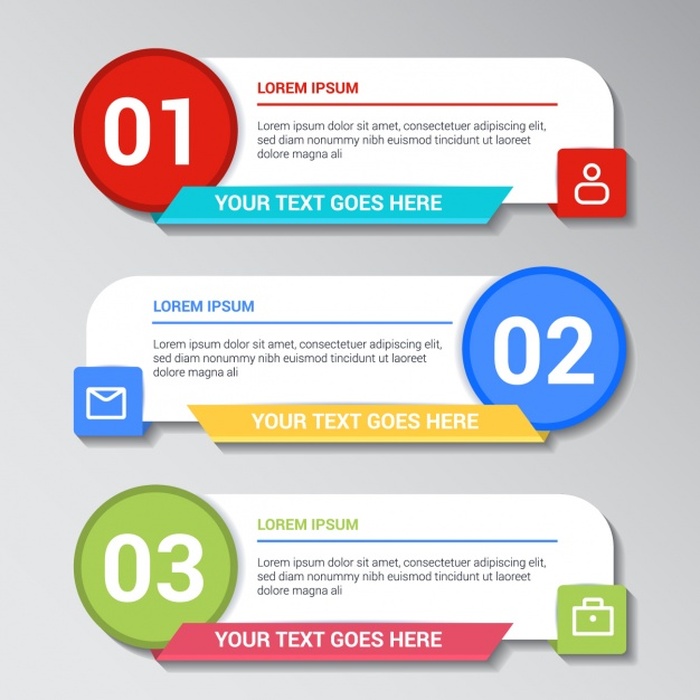 01
LOREM IPSUM
Lorem ipsum dolor sit amet, consectetuer adipiscing elit,
sed diam nonummy nibh euismod tincidunt ut laoreet
dolore magna ali
YOUR TEXT GOES HERE
LOREM IPSUM
Lorem ipsum dolor sit amet, consectetuer adipiscing elit,
sed diam nonummy nibh euismod tincidunt ut laoreet
dolore magna ali
02
YOUR TEXT GOES HERE
03
LOREM IPSUM
Lorem ipsum dolor sit amet, consectetuer adipiscing elit,
sed diam nonummy nibh euismod tincidunt ut laoreet
dolore magna ali
YOUR TEXT GOES HERE